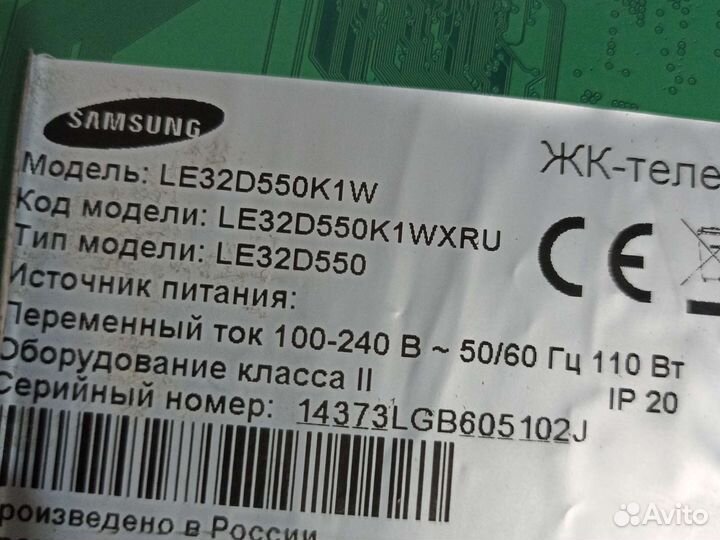 SAMSUNG
ЖК-теле
Модель: LE32D550K1W
Код модели: LE32D550K1WXRU
Тип модели: LE32D550
CE
Источник питания:
Переменный ток 100-240 В ~ 50/60 Гц 110 Вт
Оборудование класса II
IP 20
Серийный номер: 14373LGB605102J
роизведено в России
Avito